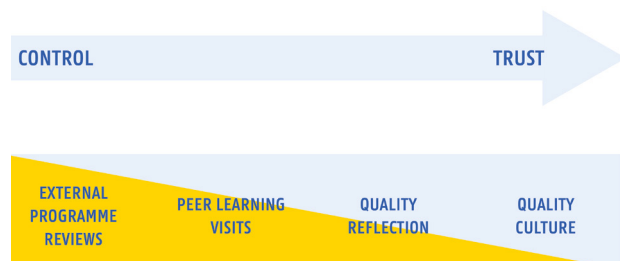 CONTROL TRUST
EXTERNAL
PROGRAMME
REVIEWS
PEER LEARNING
VISITS
QUALITY
REFLECTION
QUALITY
CULTURE